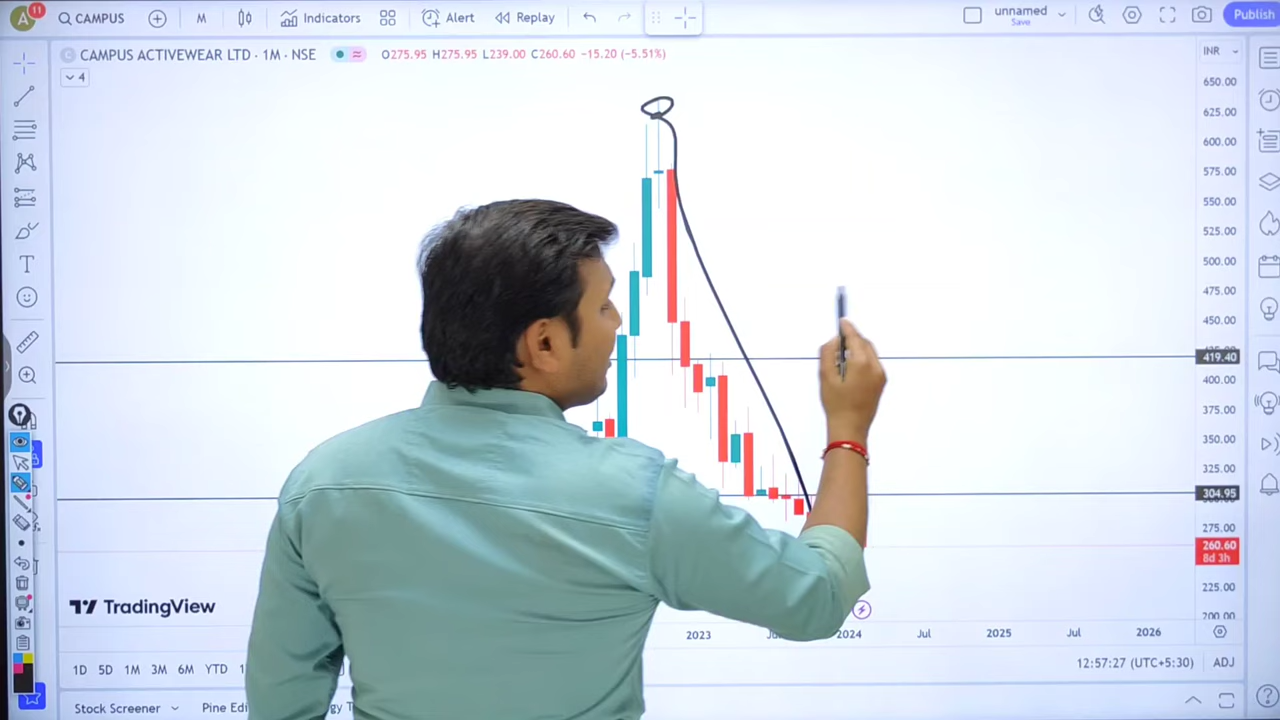 A 11 CAMPUS M Indicators Alert Replay unnamed Save Publish
CAMPUS ACTIVEWEAR LTD · 1M · NSE O275.95 H275.95 L239.00 C260.60 −15.20 (−5.51%) INR
4
650.00
625.00
600.00
575.00
550.00
525.00
500.00
475.00
450.00
419.40
400.00
375.00
350.00
325.00
304.95
275.00
260.60
8d 3h
225.00
200.00
TradingView
2023 2024 Jul 2025 Jul 2026
1D 5D 1M 3M 6M YTD 12:57:27 (UTC+5:30) ADJ
Stock Screener Pine Edi